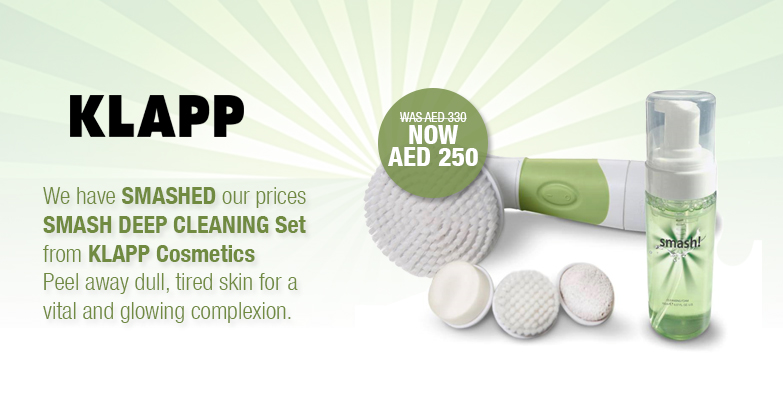 KLAPP
WAS AED 330
NOW
AED 250
We have SMASHED our prices
SMASH DEEP CLEANING Set
from KLAPP Cosmetics
Peel away dull, tired skin for a
vital and glowing complexion.
smash!